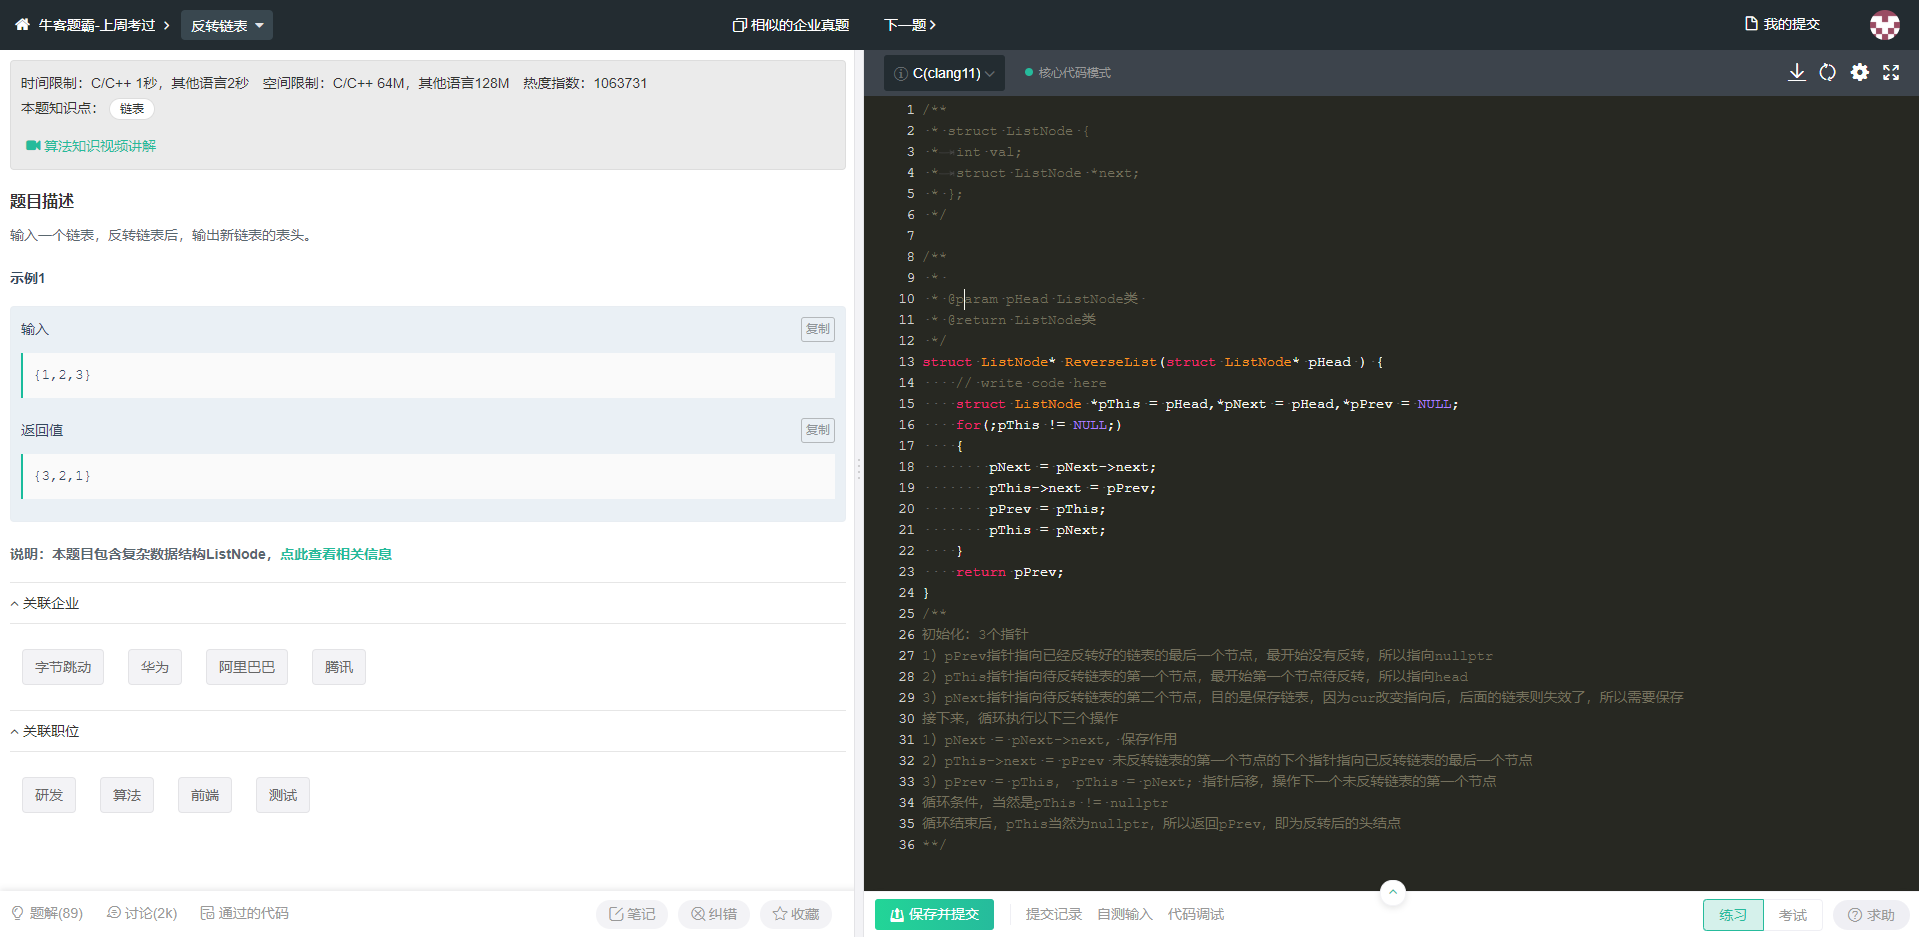 牛客题霸-上周考过 > 反转链表
相似的企业真题
下一题
我的提交
时间限制：C/C++ 1秒，其他语言2秒 空间限制：C/C++ 64M，其他语言128M 热度指数：1063731
本题知识点： 链表
算法知识视频讲解
题目描述
输入一个链表，反转链表后，输出新链表的表头。
示例1
输入
复制
{1,2,3}
返回值
复制
{3,2,1}
说明：本题目包含复杂数据结构ListNode，点此查看相关信息
关联企业
字节跳动 华为 阿里巴巴 腾讯
关联职位
研发 算法 前端 测试
题解(89) 讨论(2k) 通过的代码 笔记 纠错 收藏
C(clang11) 核心代码模式
1 /**
2  * struct ListNode {
3  *	int val;
4  *	struct ListNode *next;
5  * };
6  */
7
8 /**
9  *
10  * @param pHead ListNode类
11  * @return ListNode类
12  */
13 struct ListNode* ReverseList(struct ListNode* pHead ) {
14     // write code here
15     struct ListNode *pThis = pHead,*pNext = pHead,*pPrev = NULL;
16     for(;pThis != NULL;)
17     {
18         pNext = pNext->next;
19         pThis->next = pPrev;
20         pPrev = pThis;
21         pThis = pNext;
22     }
23     return pPrev;
24 }
25 /**
26 初始化：3个指针
27 1）pPrev指针指向已经反转好的链表的最后一个节点，最开始没有反转，所以指向nullptr
28 2）pThis指针指向待反转链表的第一个节点，最开始第一个节点待反转，所以指向head
29 3）pNext指针指向待反转链表的第二个节点，目的是保存链表，因为cur改变指向后，后面的链表则失效了，所以需要保存
30 接下来，循环执行以下三个操作
31 1）pNext = pNext->next, 保存作用
32 2）pThis->next = pPrev 未反转链表的第一个节点的下个指针指向已反转链表的最后一个节点
33 3）pPrev = pThis， pThis = pNext; 指针后移，操作下一个未反转链表的第一个节点
34 循环条件，当然是pThis != nullptr
35 循环结束后，pThis当然为nullptr，所以返回pPrev，即为反转后的头结点
36 **/
保存并提交 提交记录 自测输入 代码调试 练习 考试 求助